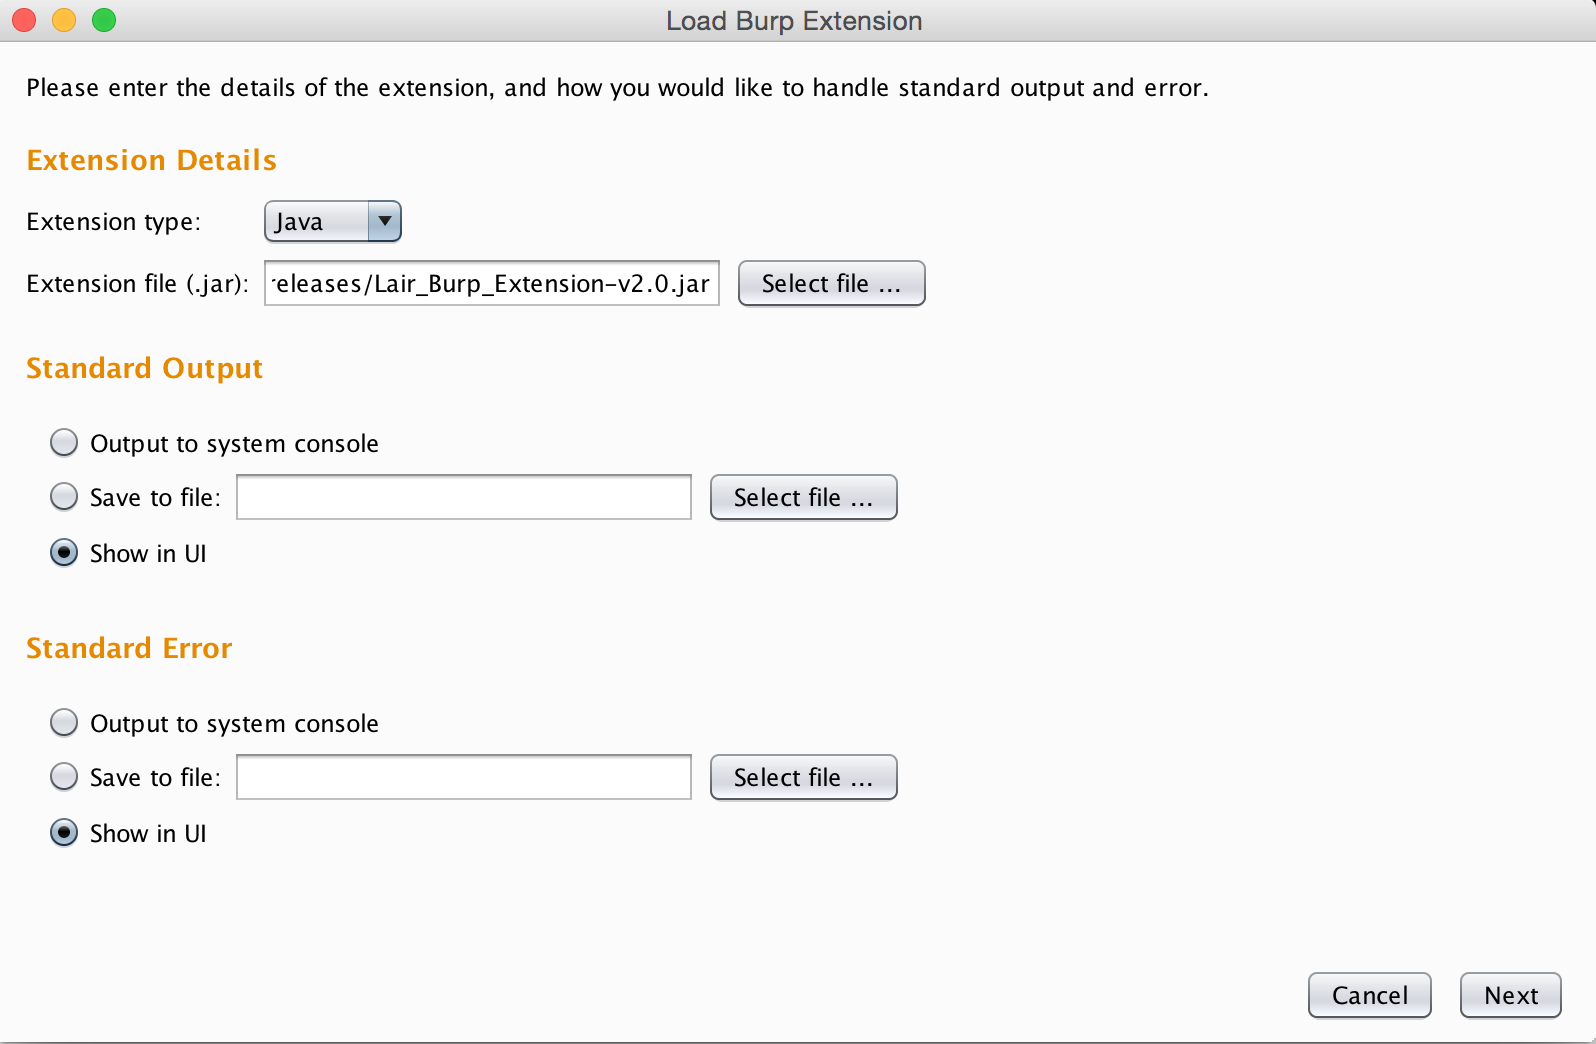 Load Burp Extension
Please enter the details of the extension, and how you would like to handle standard output and error.
Extension Details
Extension type: Java
Extension file (.jar): releases/Lair_Burp_Extension-v2.0.jar Select file ...
Standard Output
Output to system console
Save to file: Select file ...
Show in UI
Standard Error
Output to system console
Save to file: Select file ...
Show in UI
Cancel Next